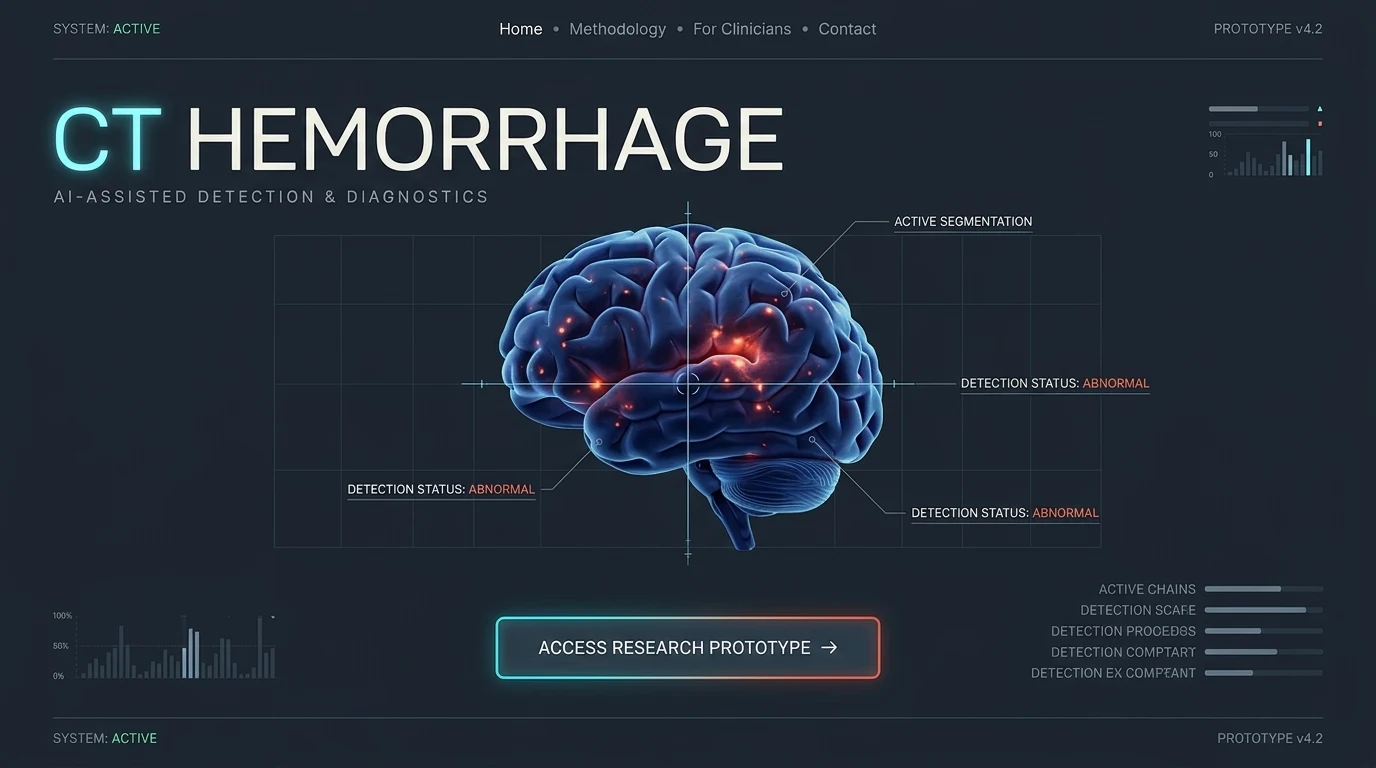 SYSTEM: ACTIVE
Home • Methodology • For Clinicians • Contact
PROTOTYPE v4.2
CT HEMORRHAGE
AI-ASSISTED DETECTION & DIAGNOSTICS
100
50
0
ACTIVE SEGMENTATION
DETECTION STATUS: ABNORMAL
DETECTION STATUS: ABNORMAL
DETECTION STATUS: ABNORMAL
100%
50%
0%
ACCESS RESEARCH PROTOTYPE →
ACTIVE CHAINS
DETECTION SCAFE
DETECTION
DETECTION COMPTART
DETECTION EX COMPTANT
SYSTEM: ACTIVE
PROTOTYPE v4.2